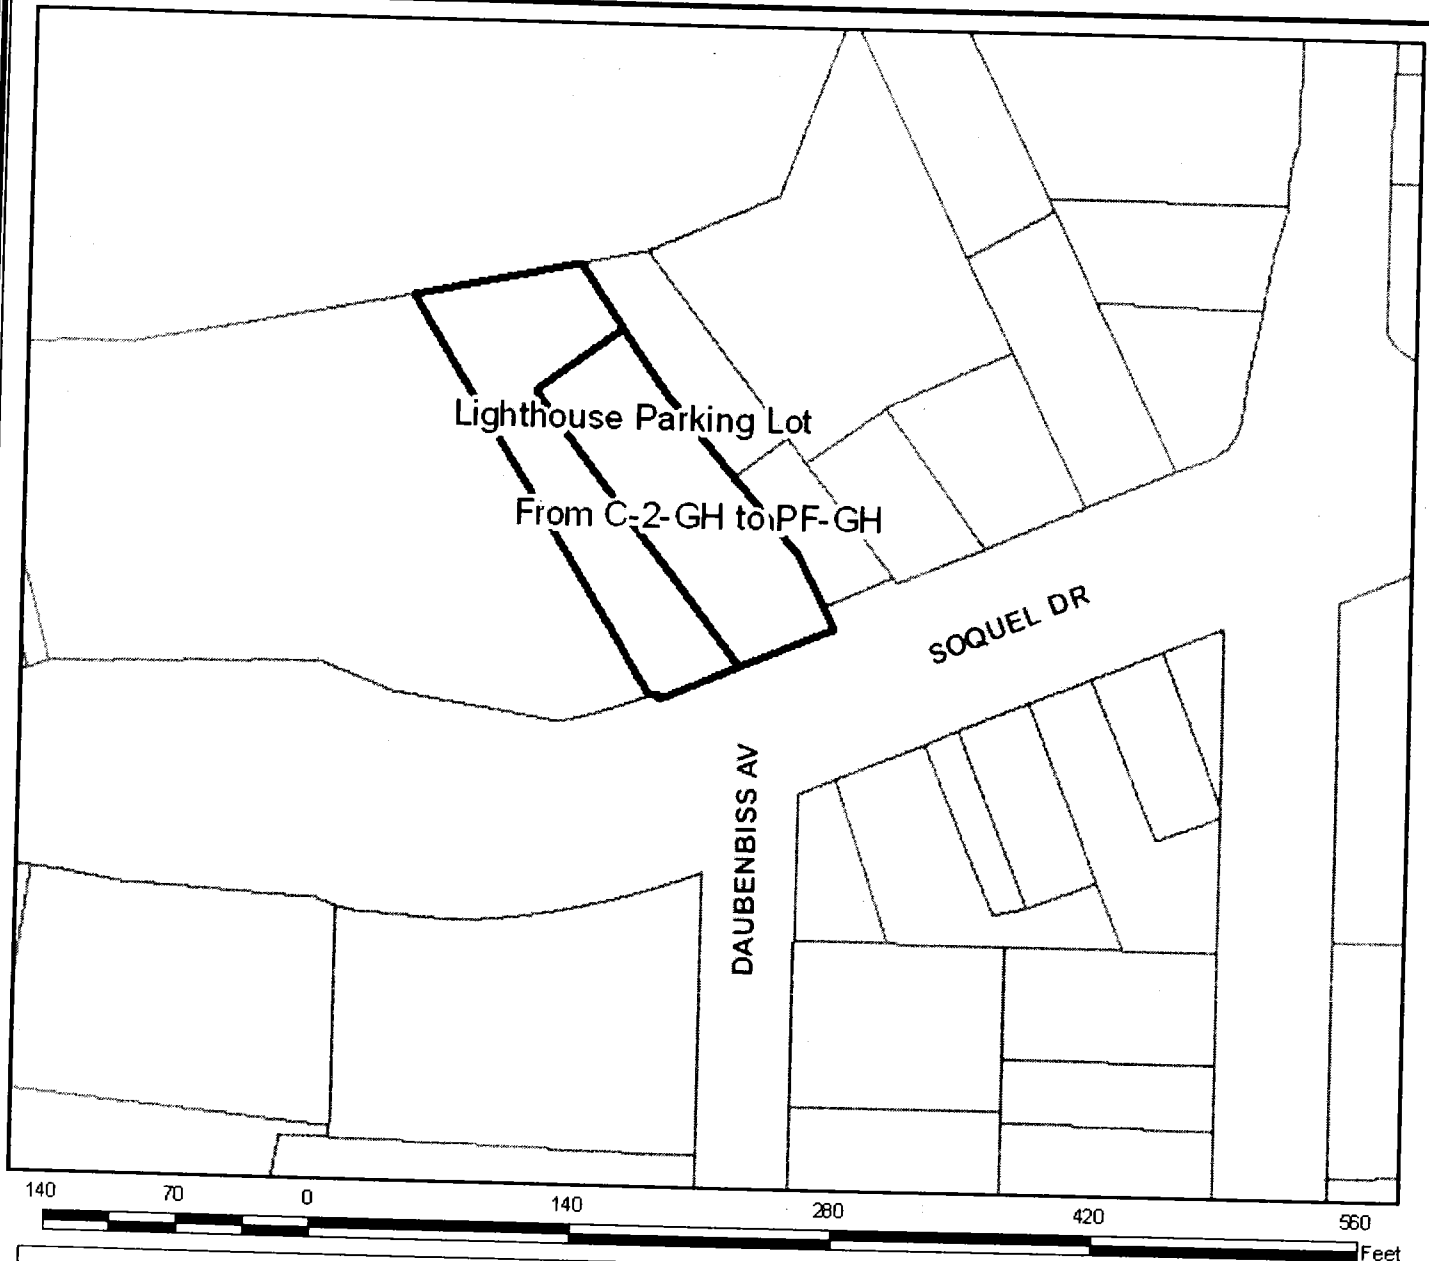 Lighthouse Parking Lot
From C-2-GH to PF-GH
SOQUEL DR
DAUBENBISS AV
140 70 0 140 280 420 560
Feet